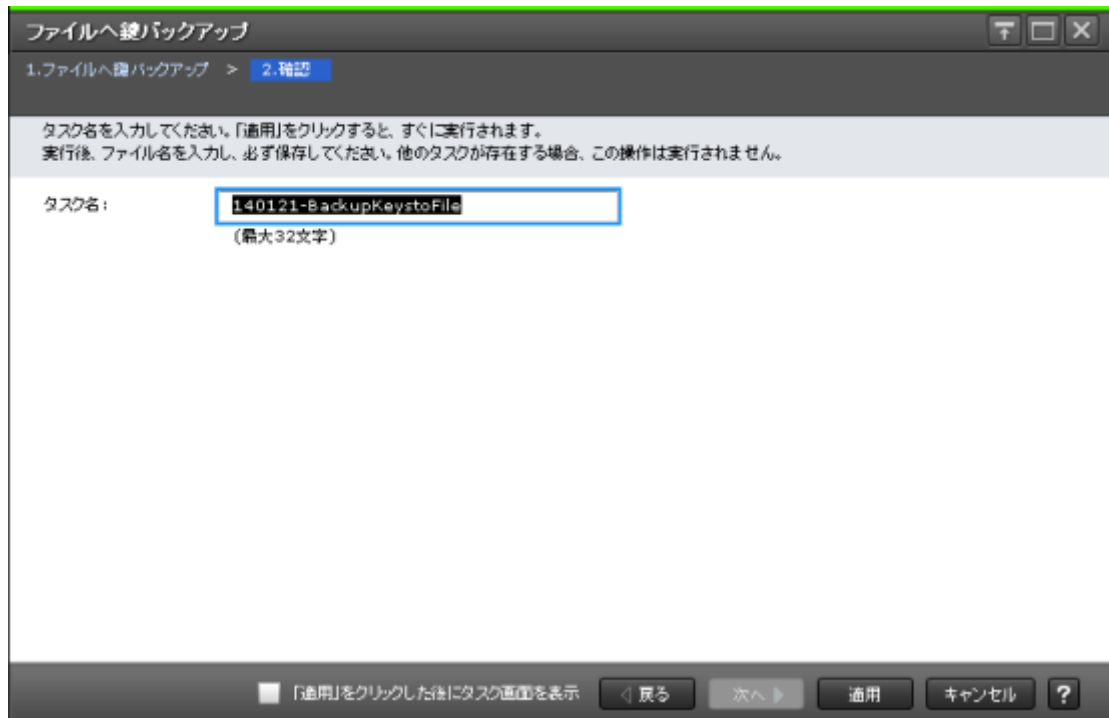 ファイルへ鍵バックアップ
1.ファイルへ鍵バックアップ > 2.確認
タスク名を入力してください。「適用」をクリックすると、すぐに実行されます。
実行後、ファイル名を入力し、必ず保存してください。他のタスクが存在する場合、この操作は実行されません。
タスク名: 140121-BackupKeystoFile
(最大32文字)
「適用」をクリックした後にタスク画面を表示 戻る 次へ 適用 キャンセル ?